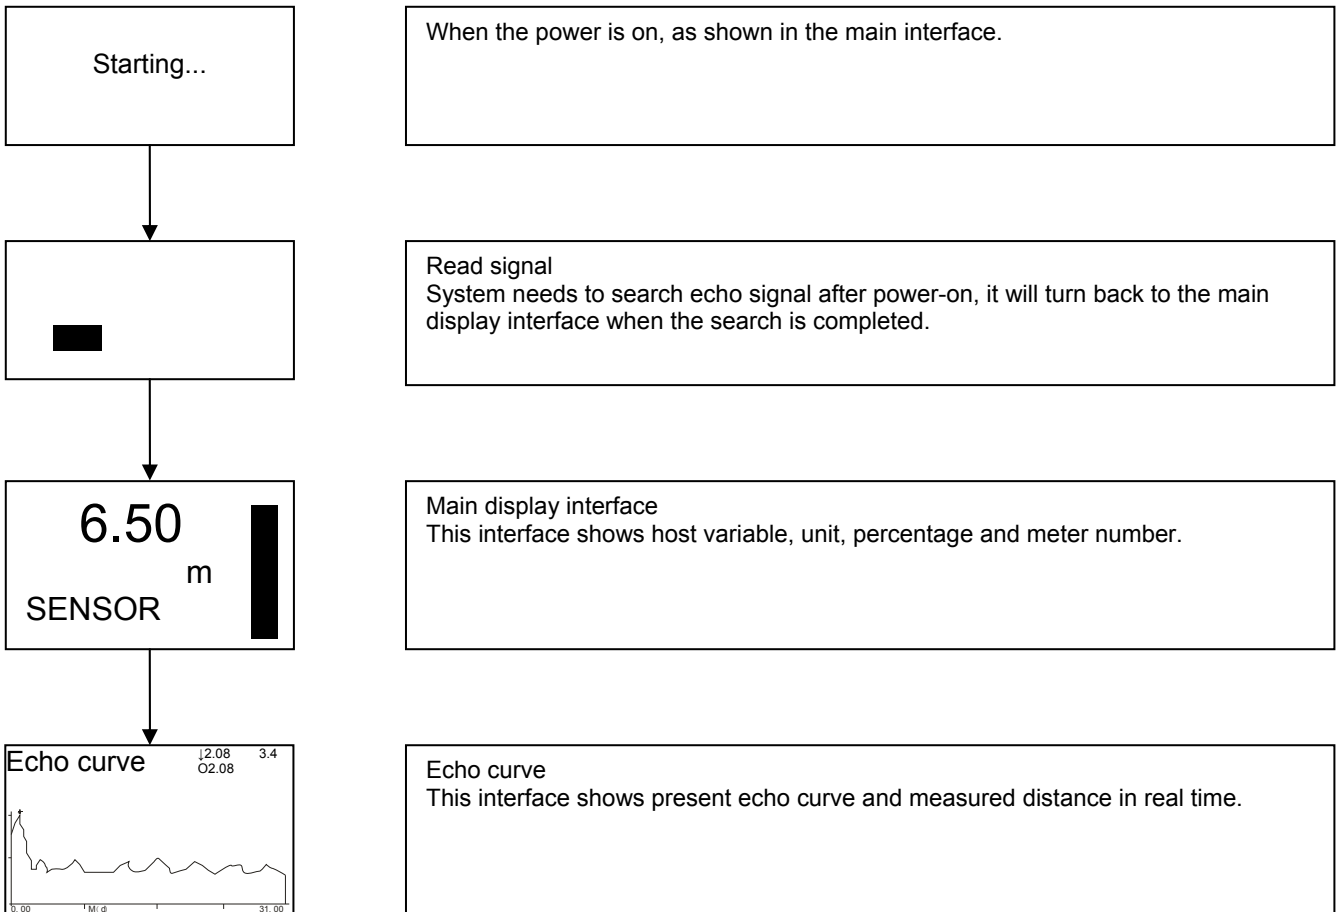 Starting...
When the power is on, as shown in the main interface.
Read signal
System needs to search echo signal after power-on, it will turn back to the main
display interface when the search is completed.
6.50
m
SENSOR
Main display interface
This interface shows host variable, unit, percentage and meter number.
Echo curve
↓2.08 3.4
O2.08
0.00 M(d) 31.00
Echo curve
This interface shows present echo curve and measured distance in real time.